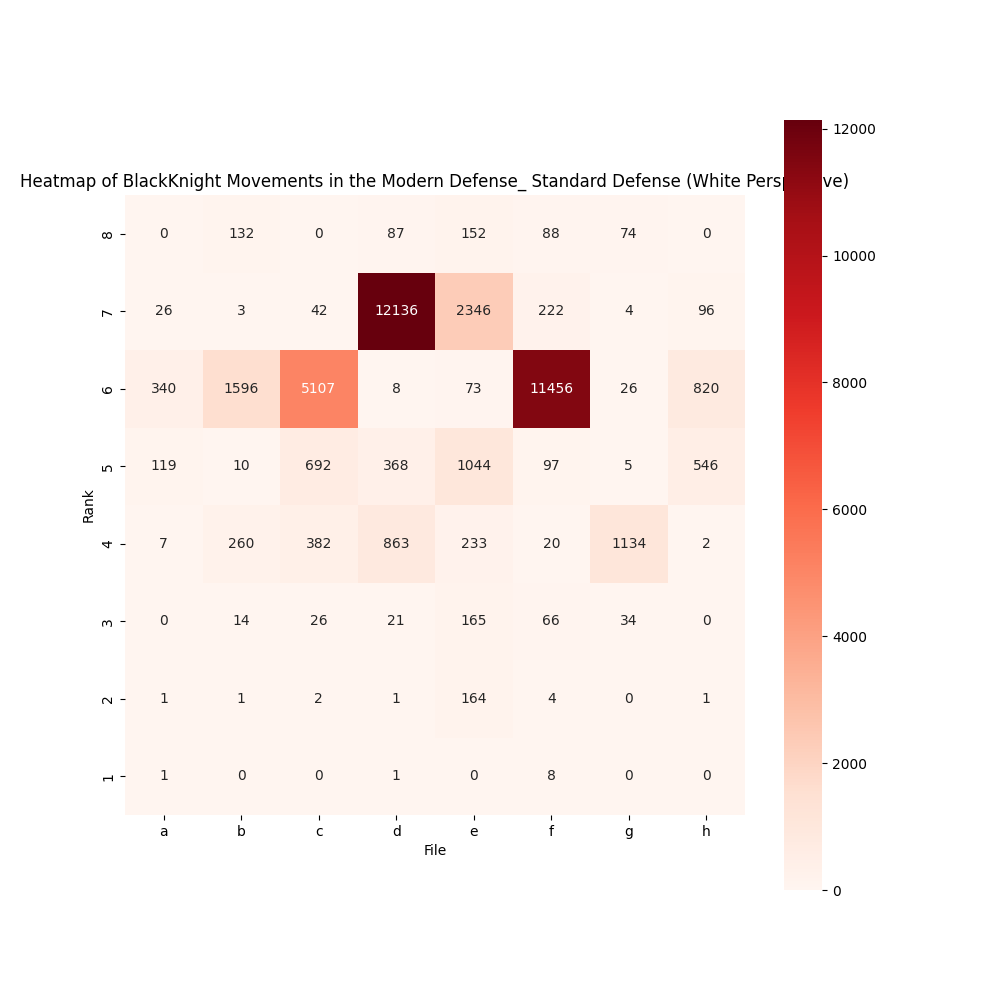 Heatmap of BlackKnight Movements in the Modern Defense_ Standard Defense (White Pers ve)
12000
10000
8000
6000
4000
2000
0
Rank
8 0 132 0 87 152 88 74 0
7 26 3 42 12136 2346 222 4 96
6 340 1596 5107 8 73 11456 26 820
5 119 10 692 368 1044 97 5 546
4 7 260 382 863 233 20 1134 2
3 0 14 26 21 165 66 34 0
2 1 1 2 1 164 4 0 1
1 1 0 0 1 0 8 0 0
a b c d e f g h
File